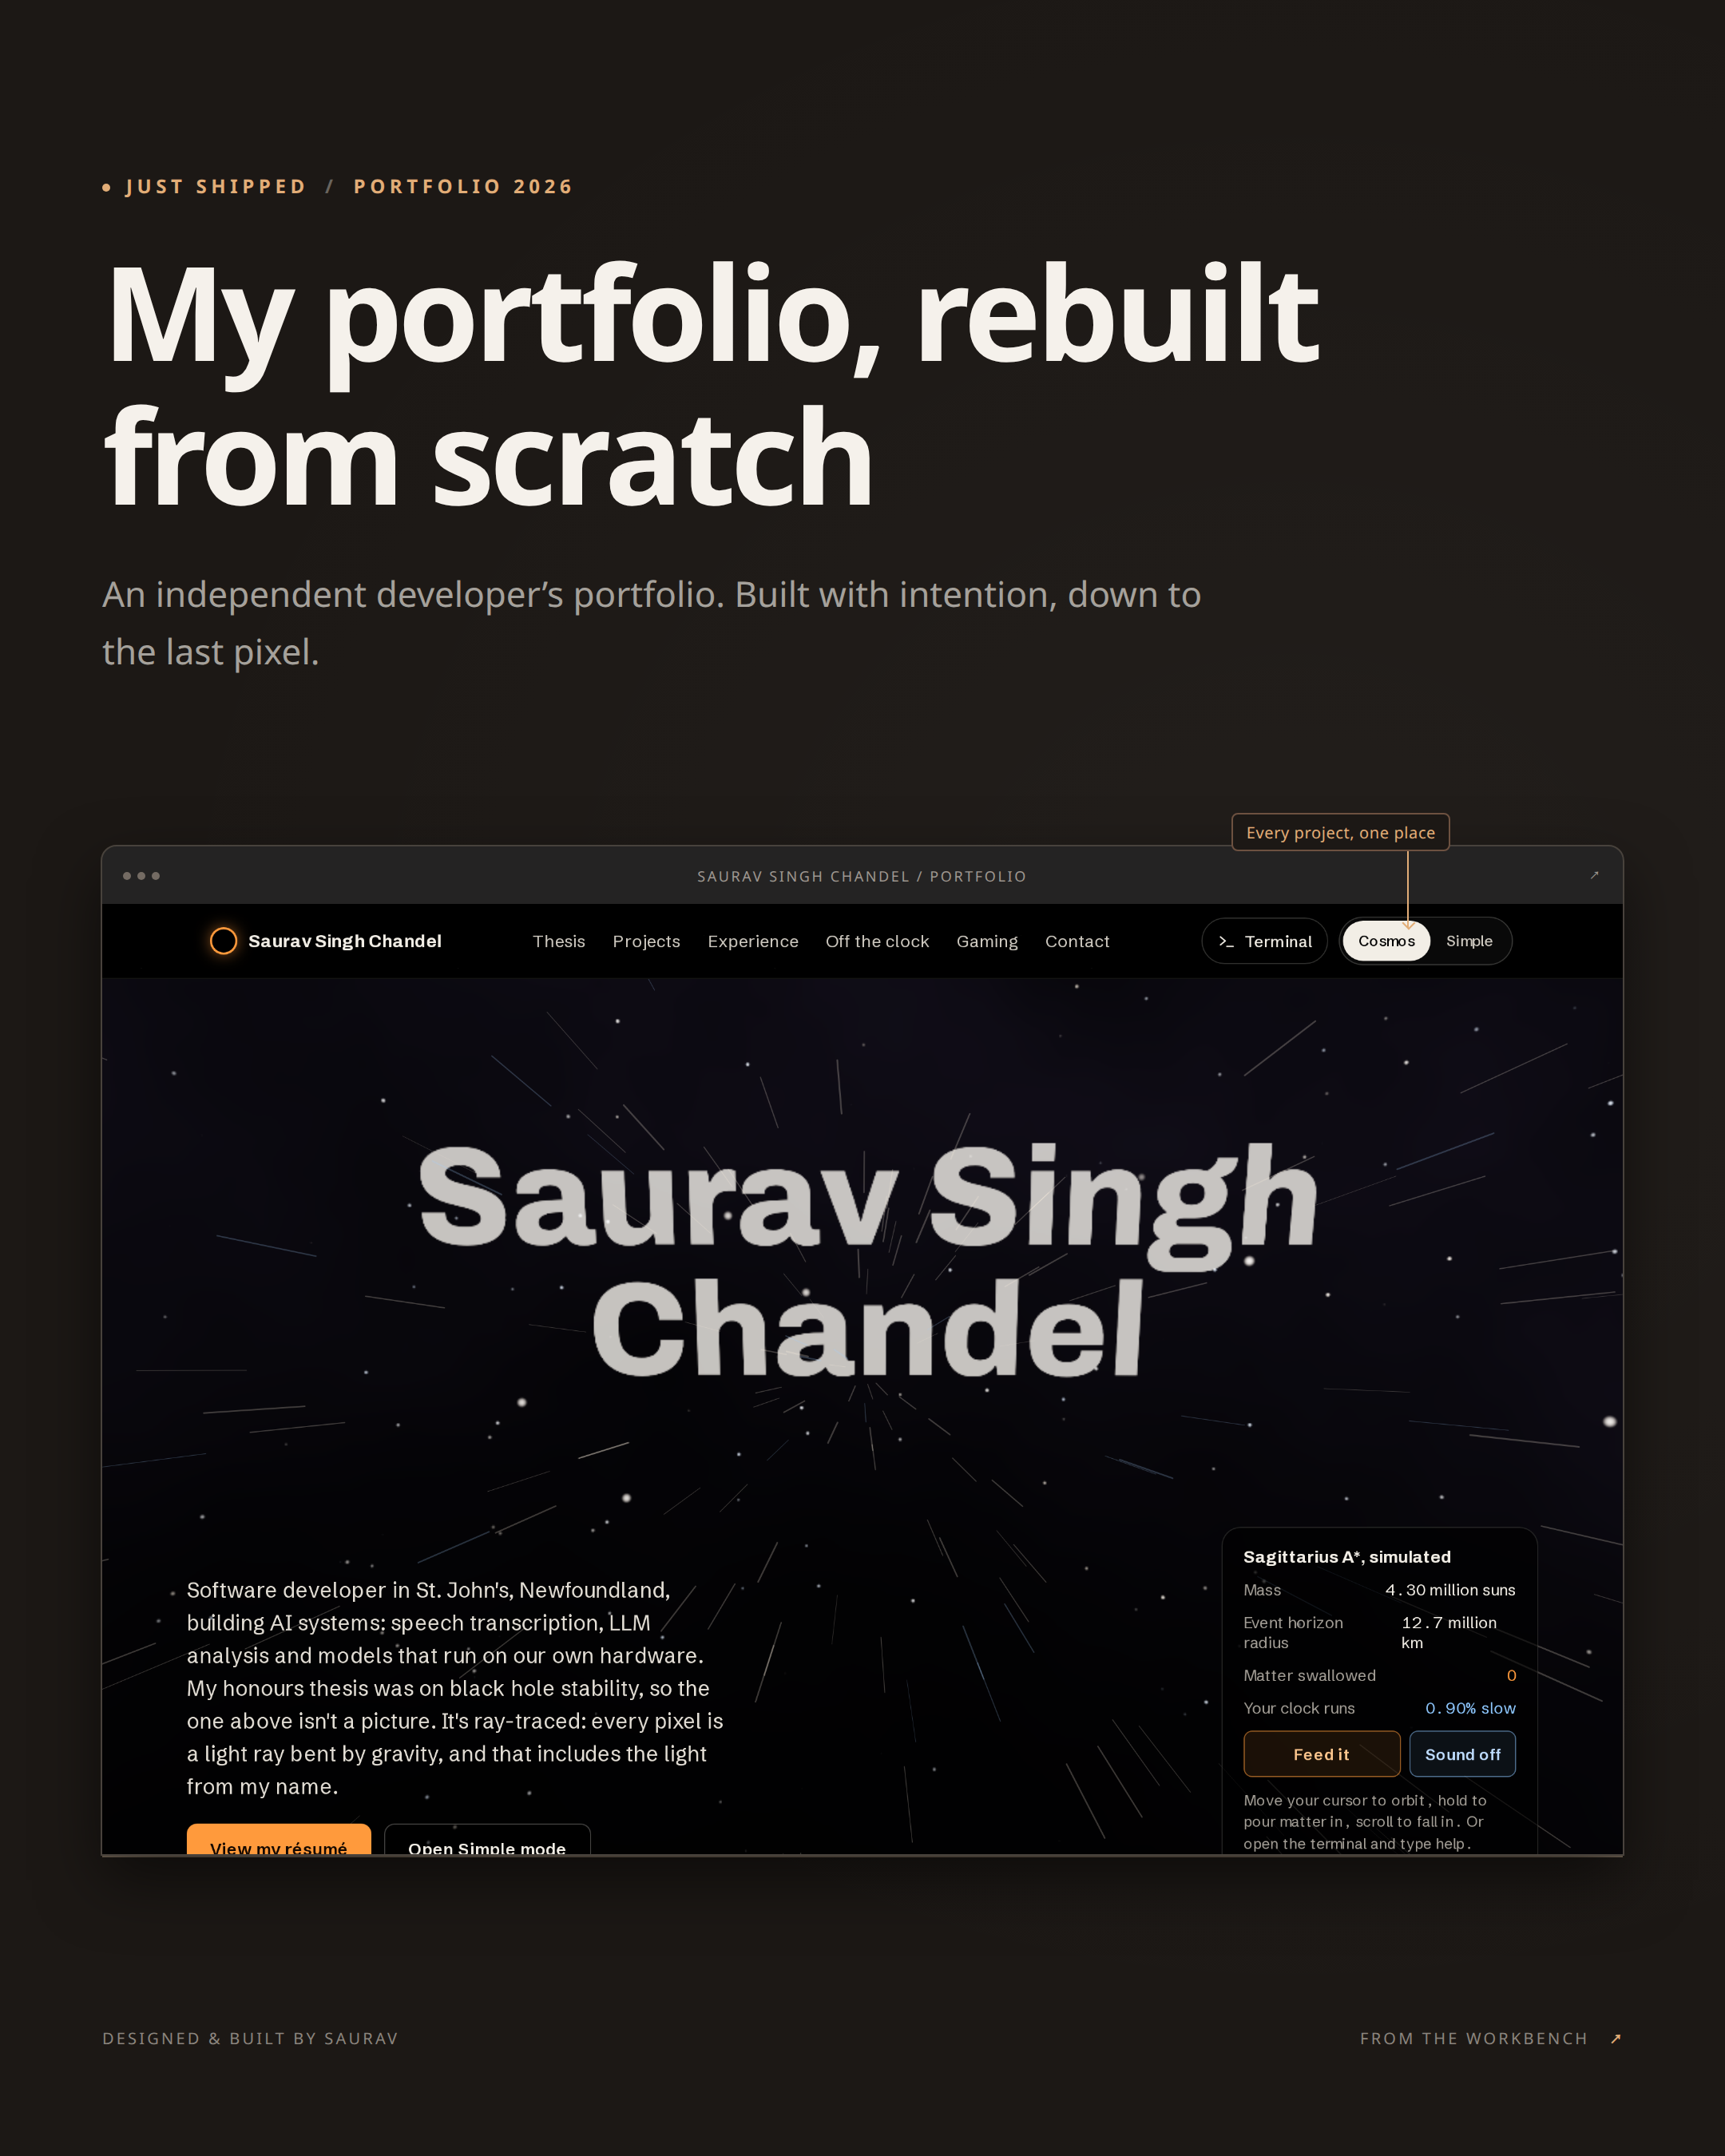 JUST SHIPPED / PORTFOLIO 2026
My portfolio, rebuilt
from scratch
An independent developer’s portfolio. Built with intention, down to
the last pixel.
Every project, one place
SAURAV SINGH CHANDEL / PORTFOLIO
Saurav Singh Chandel
Thesis Projects Experience Off the clock Gaming Contact
Terminal
Cosmos Simple
Saurav Singh
Chandel
Software developer in St. John's, Newfoundland,
building AI systems: speech transcription, LLM
analysis and models that run on our own hardware.
My honours thesis was on black hole stability, so the
one above isn't a picture. It's ray-traced: every pixel is
a light ray bent by gravity, and that includes the light
from my name.
View my résumé
Open Simple mode
Sagittarius A*, simulated
Mass 4.30 million suns
Event horizon 12.7 million
radius km
Matter swallowed 0
Your clock runs 0.90% slow
Feed it Sound off
Move your cursor to orbit, hold to
pour matter in, scroll to fall in. Or
open the terminal and type help.
DESIGNED & BUILT BY SAURAV
FROM THE WORKBENCH ↗